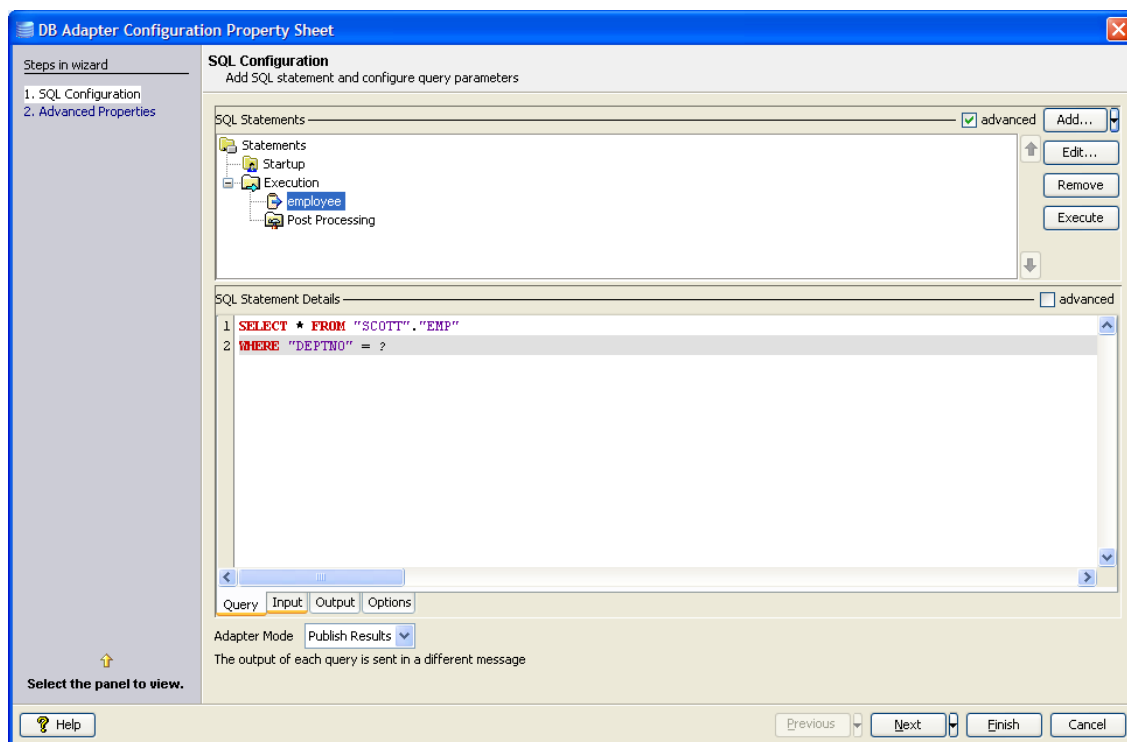 DB Adapter Configuration Property Sheet
Steps in wizard
1. SQL Configuration
2. Advanced Properties
SQL Configuration
Add SQL statement and configure query parameters
SQL Statements
advanced
Add...
Statements
Startup
Execution
employee
Post Processing
Edit...
Remove
Execute
SQL Statement Details
advanced
1 SELECT * FROM "SCOTT"."EMP"
2 WHERE "DEPTNO" = ?
Query Input Output Options
Adapter Mode Publish Results
The output of each query is sent in a different message
Select the panel to view.
Help
Previous Next Finish Cancel